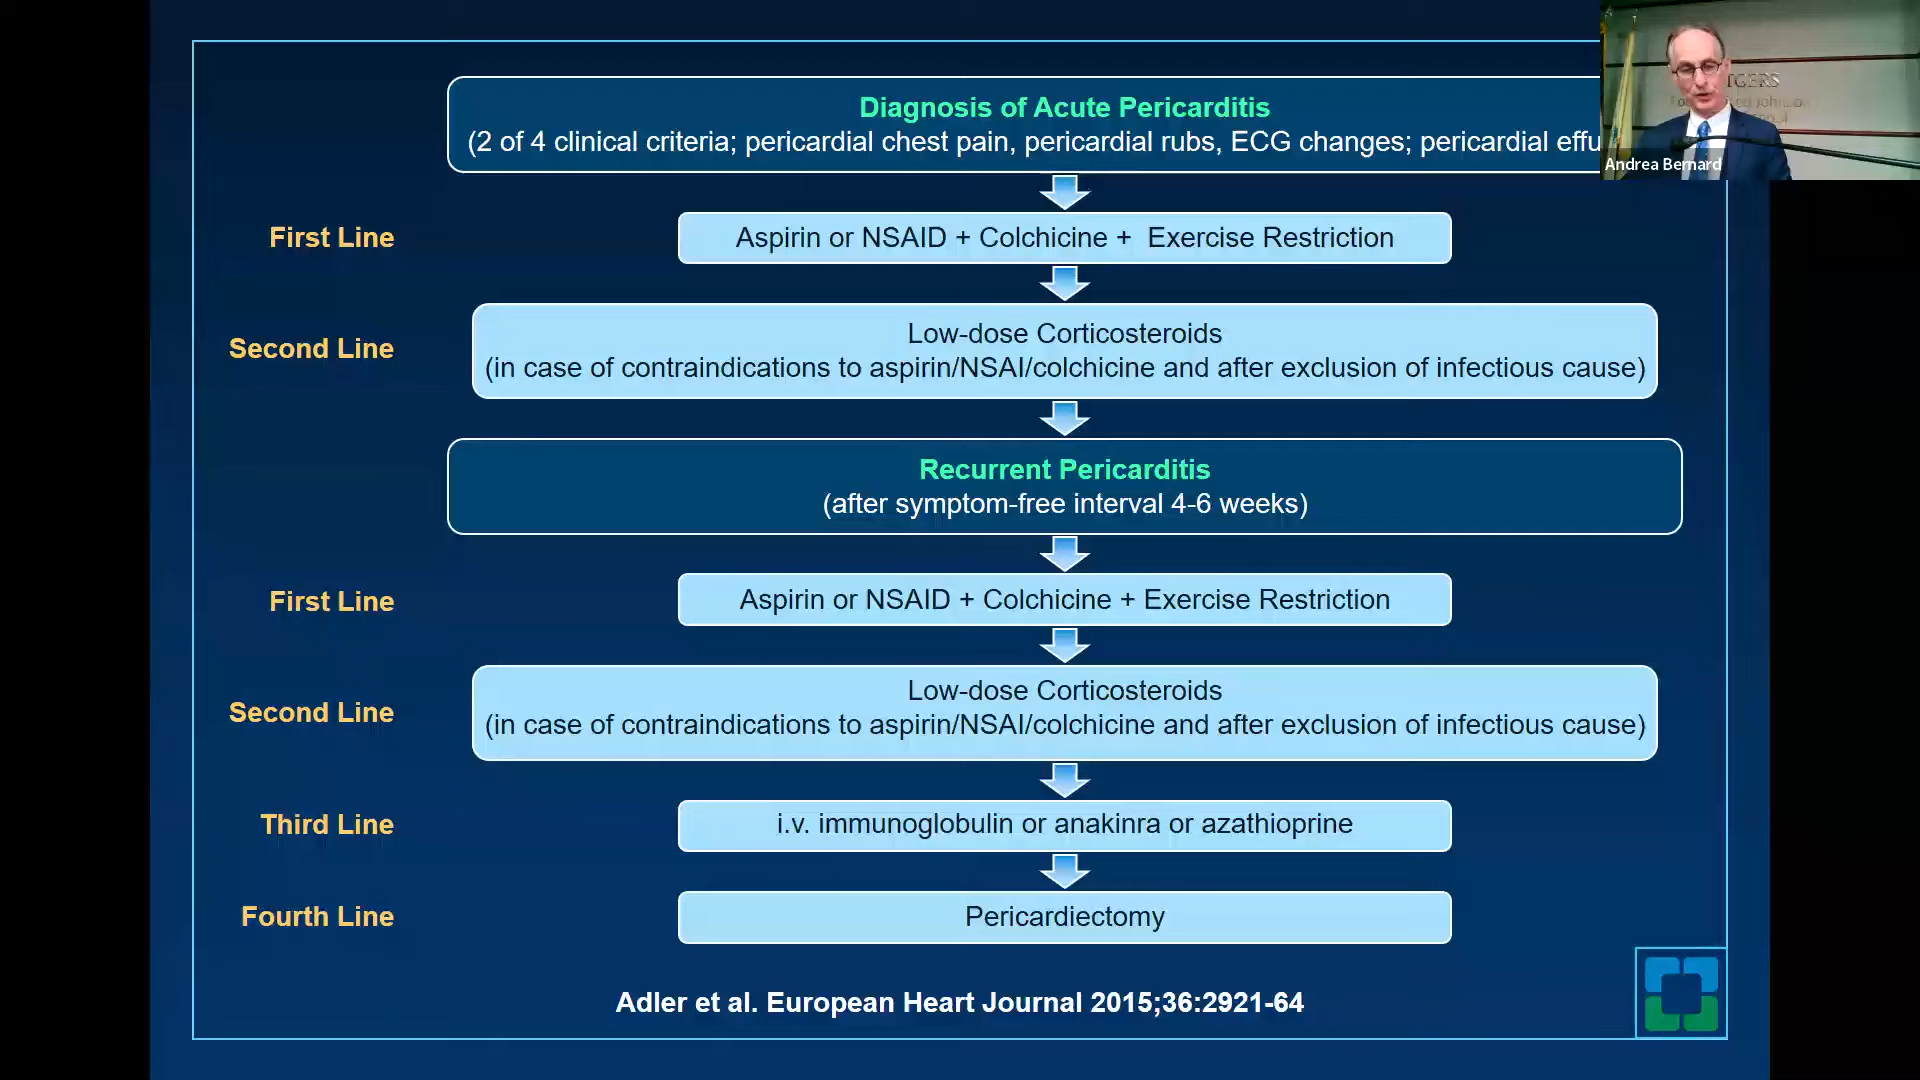 Diagnosis of Acute Pericarditis
(2 of 4 clinical criteria; pericardial chest pain, pericardial rubs, ECG changes; pericardial effu
Andrea Bernard
First Line
Aspirin or NSAID + Colchicine + Exercise Restriction
Second Line
Low-dose Corticosteroids
(in case of contraindications to aspirin/NSAI/colchicine and after exclusion of infectious cause)
Recurrent Pericarditis
(after symptom-free interval 4-6 weeks)
First Line
Aspirin or NSAID + Colchicine + Exercise Restriction
Second Line
Low-dose Corticosteroids
(in case of contraindications to aspirin/NSAI/colchicine and after exclusion of infectious cause)
Third Line
i.v. immunoglobulin or anakinra or azathioprine
Fourth Line
Pericardiectomy
Adler et al. European Heart Journal 2015;36:2921-64